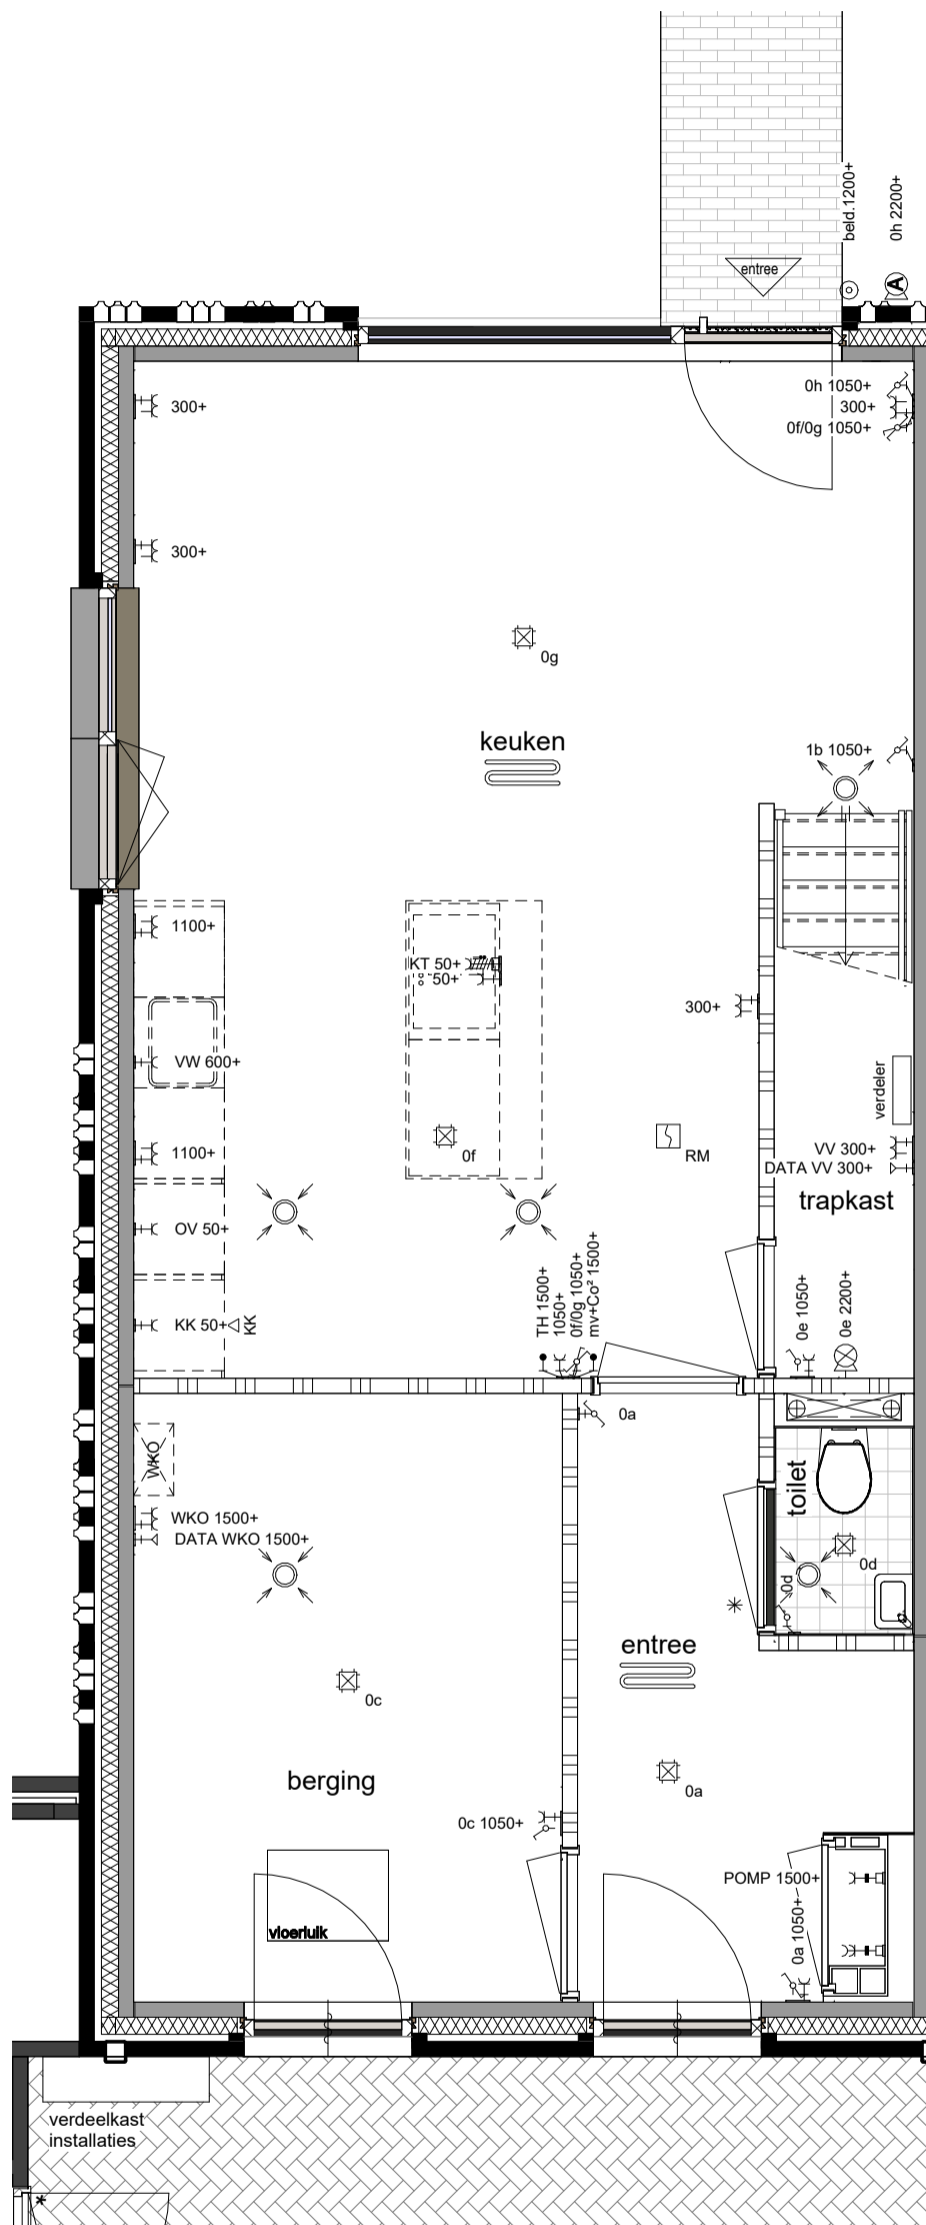 beld.1200+
0h 2200+
entree
A
0h 1050+
300+
300+
0f/0g 1050+
300+
0g
keuken
1b 1050+
1100+
KT 50+
50+
300+
VW 600+
verdeler
1100+
0f
RM
VV 300+
DATA VV 300+
trapkast
OV 50+
TH 1500+
1050+
0f/0g 1050+
mv+Co² 1500+
0e 1050+
0e 2200+
KK 50+
KK
0a
WKO
toilet
WKO 1500+
DATA WKO 1500+
0d
0d
entree
0c
berging
0a
0c 1050+
POMP 1500+
0a 1050+
vloerluik
verdeelkast
installaties
*